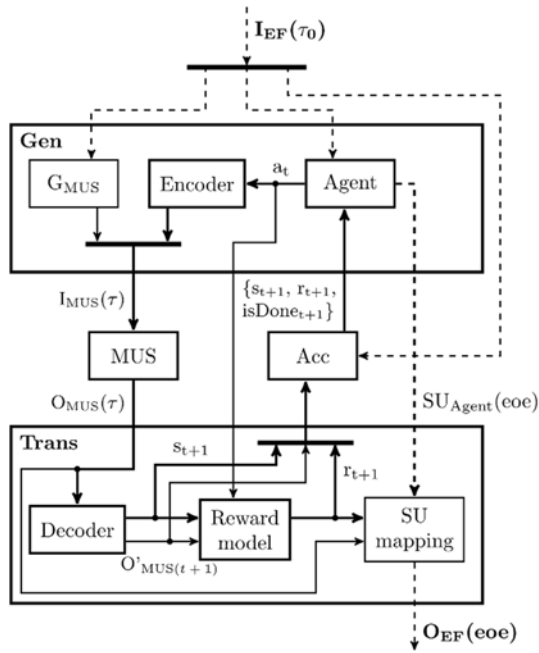 I_EF(τ_0)
Gen
G_MUS
Encoder
a_t
Agent
I_MUS(τ)
{s_t+1, r_t+1,
isDone_t+1}
MUS
Acc
O_MUS(τ)
SU_Agent(eoe)
Trans
s_t+1
r_t+1
Decoder
Reward
model
SU
mapping
O'_MUS(t + 1)
O_EF(eoe)